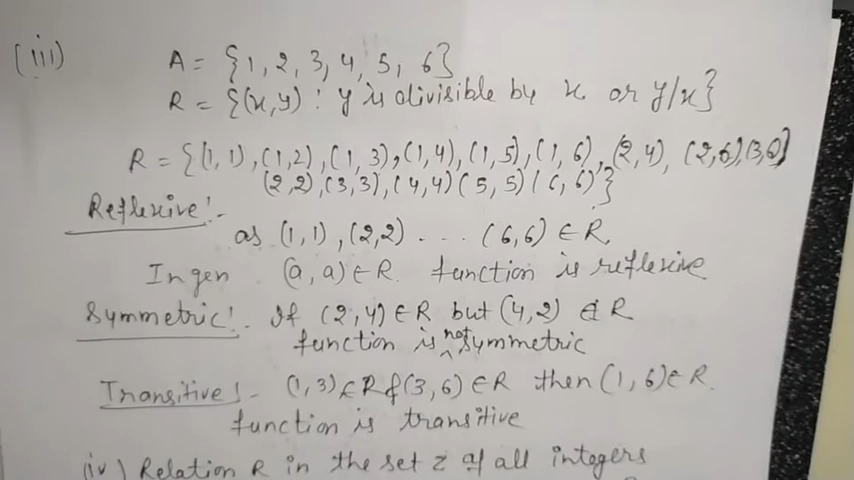 (iii) A = {1, 2, 3, 4, 5, 6}
R = {(x,y) : y is divisible by x or y/x}
R = {(1,1),(1,2),(1,3),(1,4),(1,5),(1,6),(2,4),(2,6),(3,6)}
(2,2),(3,3),(4,4)(5,5)(6,6)}
Reflexive:-
as (1,1),(2,2) . . . . (6,6) ∈ R,
In gen (a,a) ∈ R function is reflexive
Symmetric:- If (2,4) ∈ R but (4,2) ∉ R
function is not symmetric
Transitive:- (1,3) ∈ R & (3,6) ∈ R then (1,6) ∈ R.
function is transitive
(iv) Relation R in the set Z of all integers